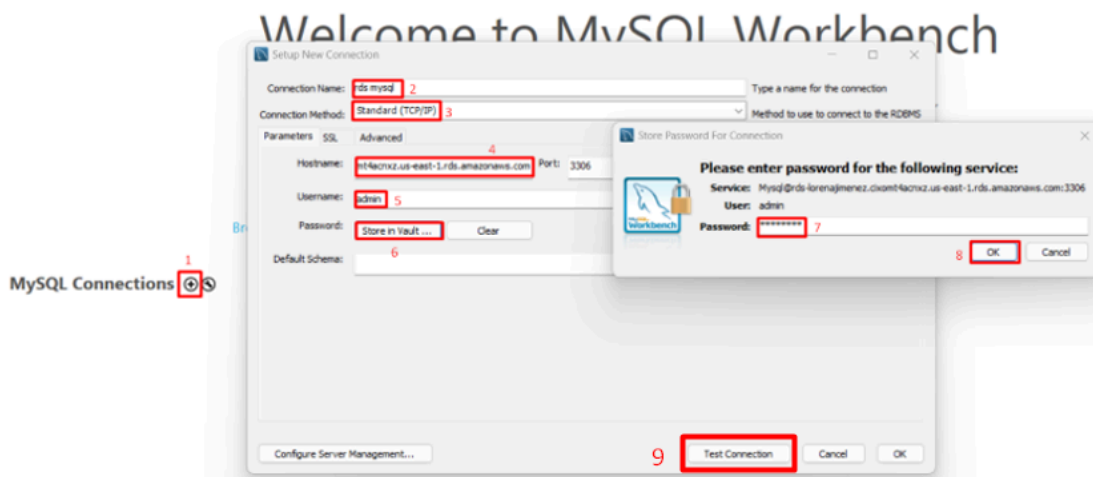 Welcome to MySQL Workbench
Setup New Connection
Connection Name: rds mysql 2 Type a name for the connection
Connection Method: Standard (TCP/IP) 3 Method to use to connect to the RDBMS
Parameters SSL Advanced
4
Hostname: mt4acnxz.us-east-1.rds.amazonaws.com Port: 3306
Username: admin 5
Password: Store in Vault ... Clear
6
Default Schema:
Store Password For Connection
Please enter password for the following service:
Service: Mysql@rds-lorenajimenez.cixomt4acnxz.us-east-1.rds.amazonaws.com:3306
User: admin
Password: ******** 7
Workbench
8 OK Cancel
Br
1
MySQL Connections
Configure Server Management... 9 Test Connection Cancel OK